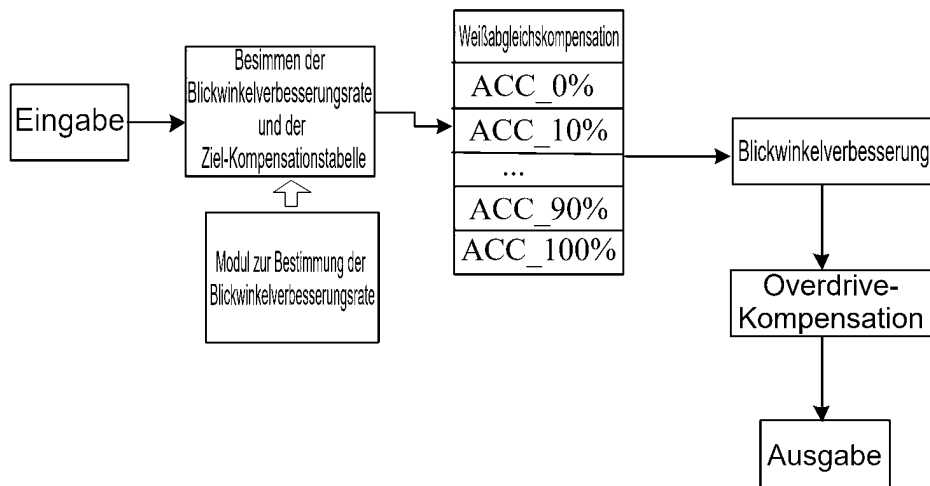 Eingabe
Besimmen der
Blickwinkelverbesserungsrate
und der
Ziel-Kompensationstabelle
Modul zur Bestimmung der
Blickwinkelverbesserungsrate
Weißabgleichskompensation
ACC_0%
ACC_10%
...
ACC_90%
ACC_100%
Blickwinkelverbesserung
Overdrive-
Kompensation
Ausgabe